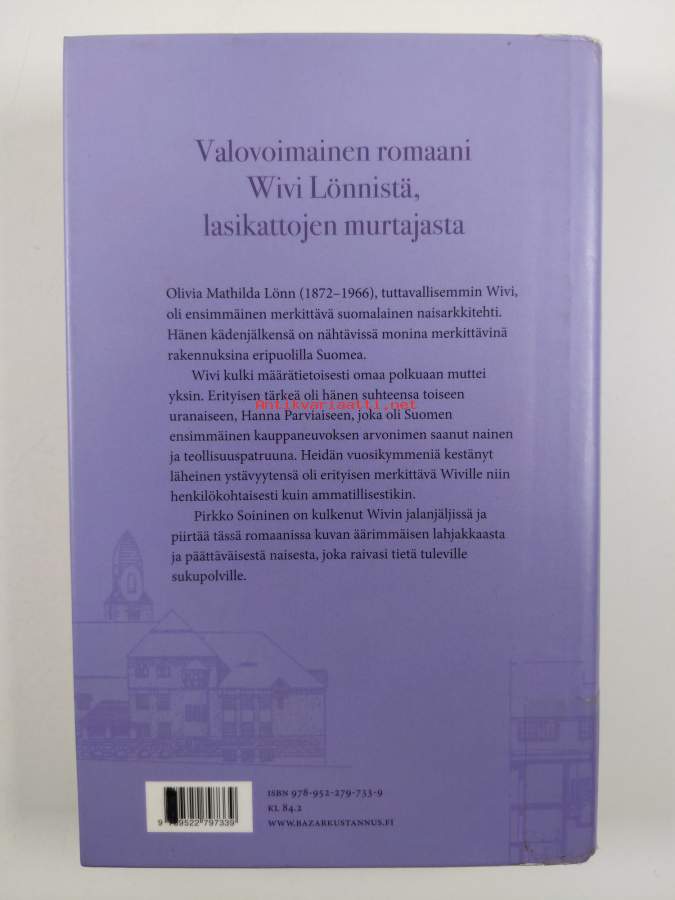 Valovoimainen romaani
Wivi Lönnistä,
lasikattojen murtajasta
Olivia Mathilda Lönn (1872–1966), tuttavallisemmin Wivi,
oli ensimmäinen merkittävä suomalainen naisarkkitehti.
Hänen kädenjälkensä on nähtävissä monina merkittävinä
rakennuksina eripuolilla Suomea.
Wivi kulki määrätietoisesti omaa polkuaan muttei
yksin. Erityisen tärkeä oli hänen suhteensa toiseen
Antikvariaatti.net
uranaiseen, Hanna Parviaiseen, joka oli Suomen
ensimmäinen kauppaneuvoksen arvonimen saanut nainen
ja teollisuuspatruuna. Heidän vuosikymmeniä kestänyt
läheinen ystävyytensä oli erityisen merkittävä Wiville niin
henkilökohtaisesti kuin ammatillisestikin.
Pirkko Soininen on kulkenut Wivin jalanjäljissä ja
piirtää tässä romaanissa kuvan äärimmäisen lahjakkaasta
ja päättäväisestä naisesta, joka raivasi tietä tuleville
sukupolville.
ISBN 978-952-279-733-9
KL 84.2
WWW.BAZARKUSTANNUS.FI
9 789522 797339